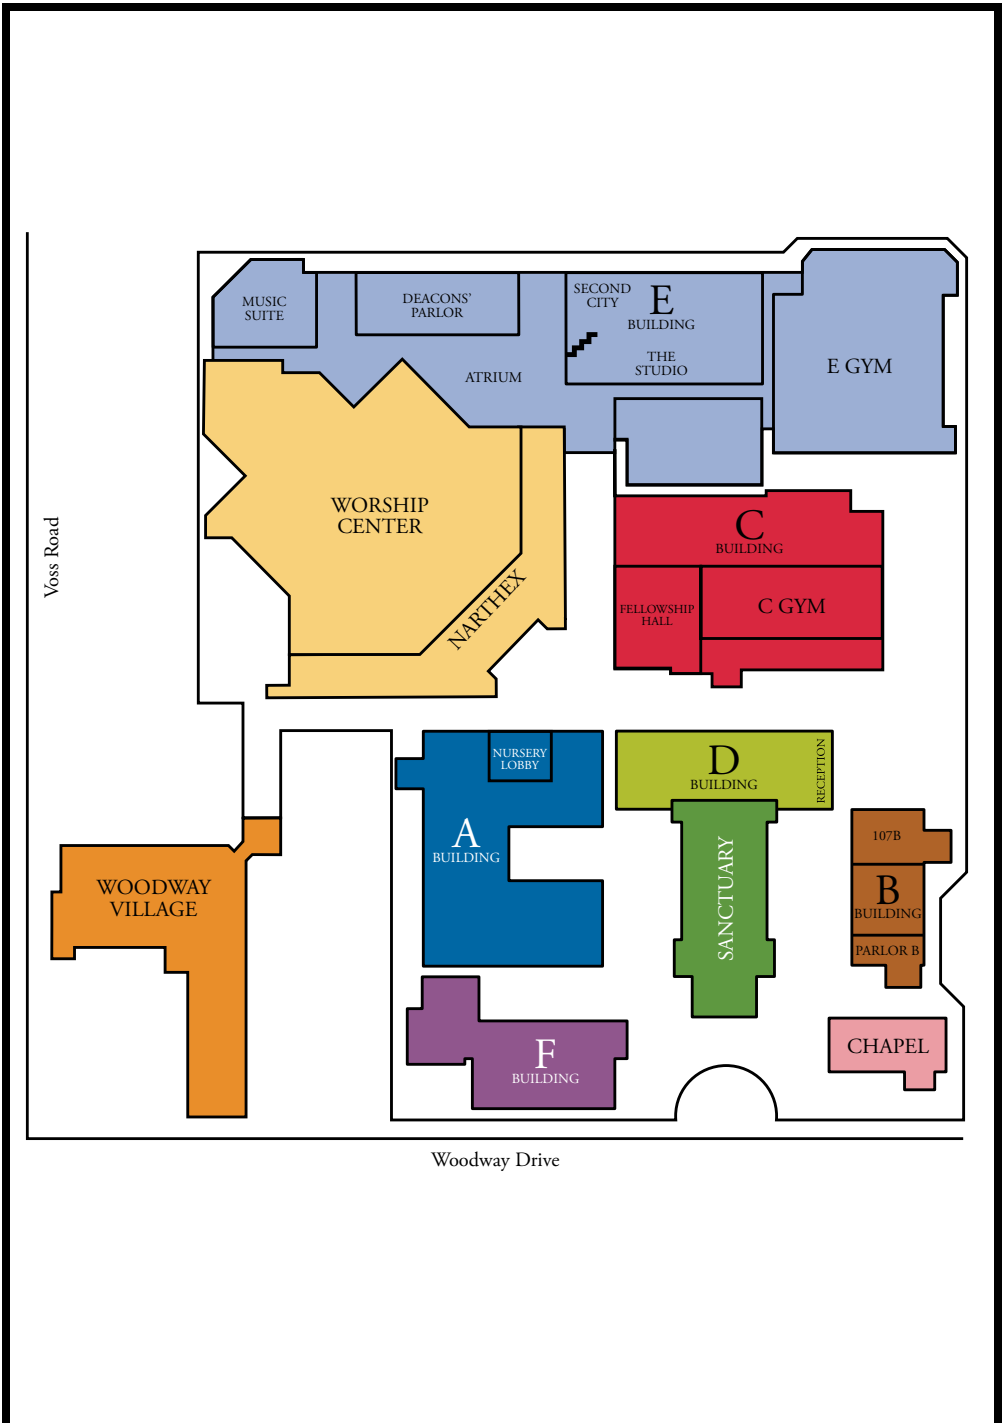 MUSIC
SUITE
DEACONS'
PARLOR
SECOND
CITY
E
BUILDING
THE
STUDIO
ATRIUM
E GYM
WORSHIP
CENTER
NARTHEX
Voss Road
C
BUILDING
FELLOWSHIP
HALL
C GYM
NURSERY
LOBBY
A
BUILDING
D
BUILDING
RECEPTION
SANCTUARY
107B
B
BUILDING
PARLOR B
WOODWAY
VILLAGE
F
BUILDING
CHAPEL
Woodway Drive